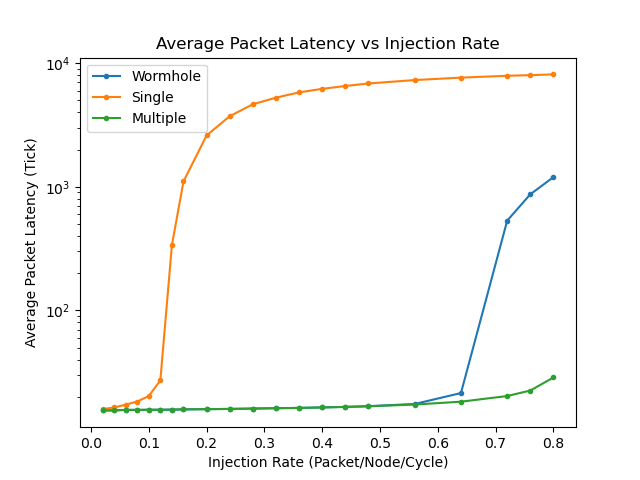 Average Packet Latency vs Injection Rate
Wormhole
Single
Multiple
Average Packet Latency (Tick)
10⁴
10³
10²
0.0 0.1 0.2 0.3 0.4 0.5 0.6 0.7 0.8
Injection Rate (Packet/Node/Cycle)